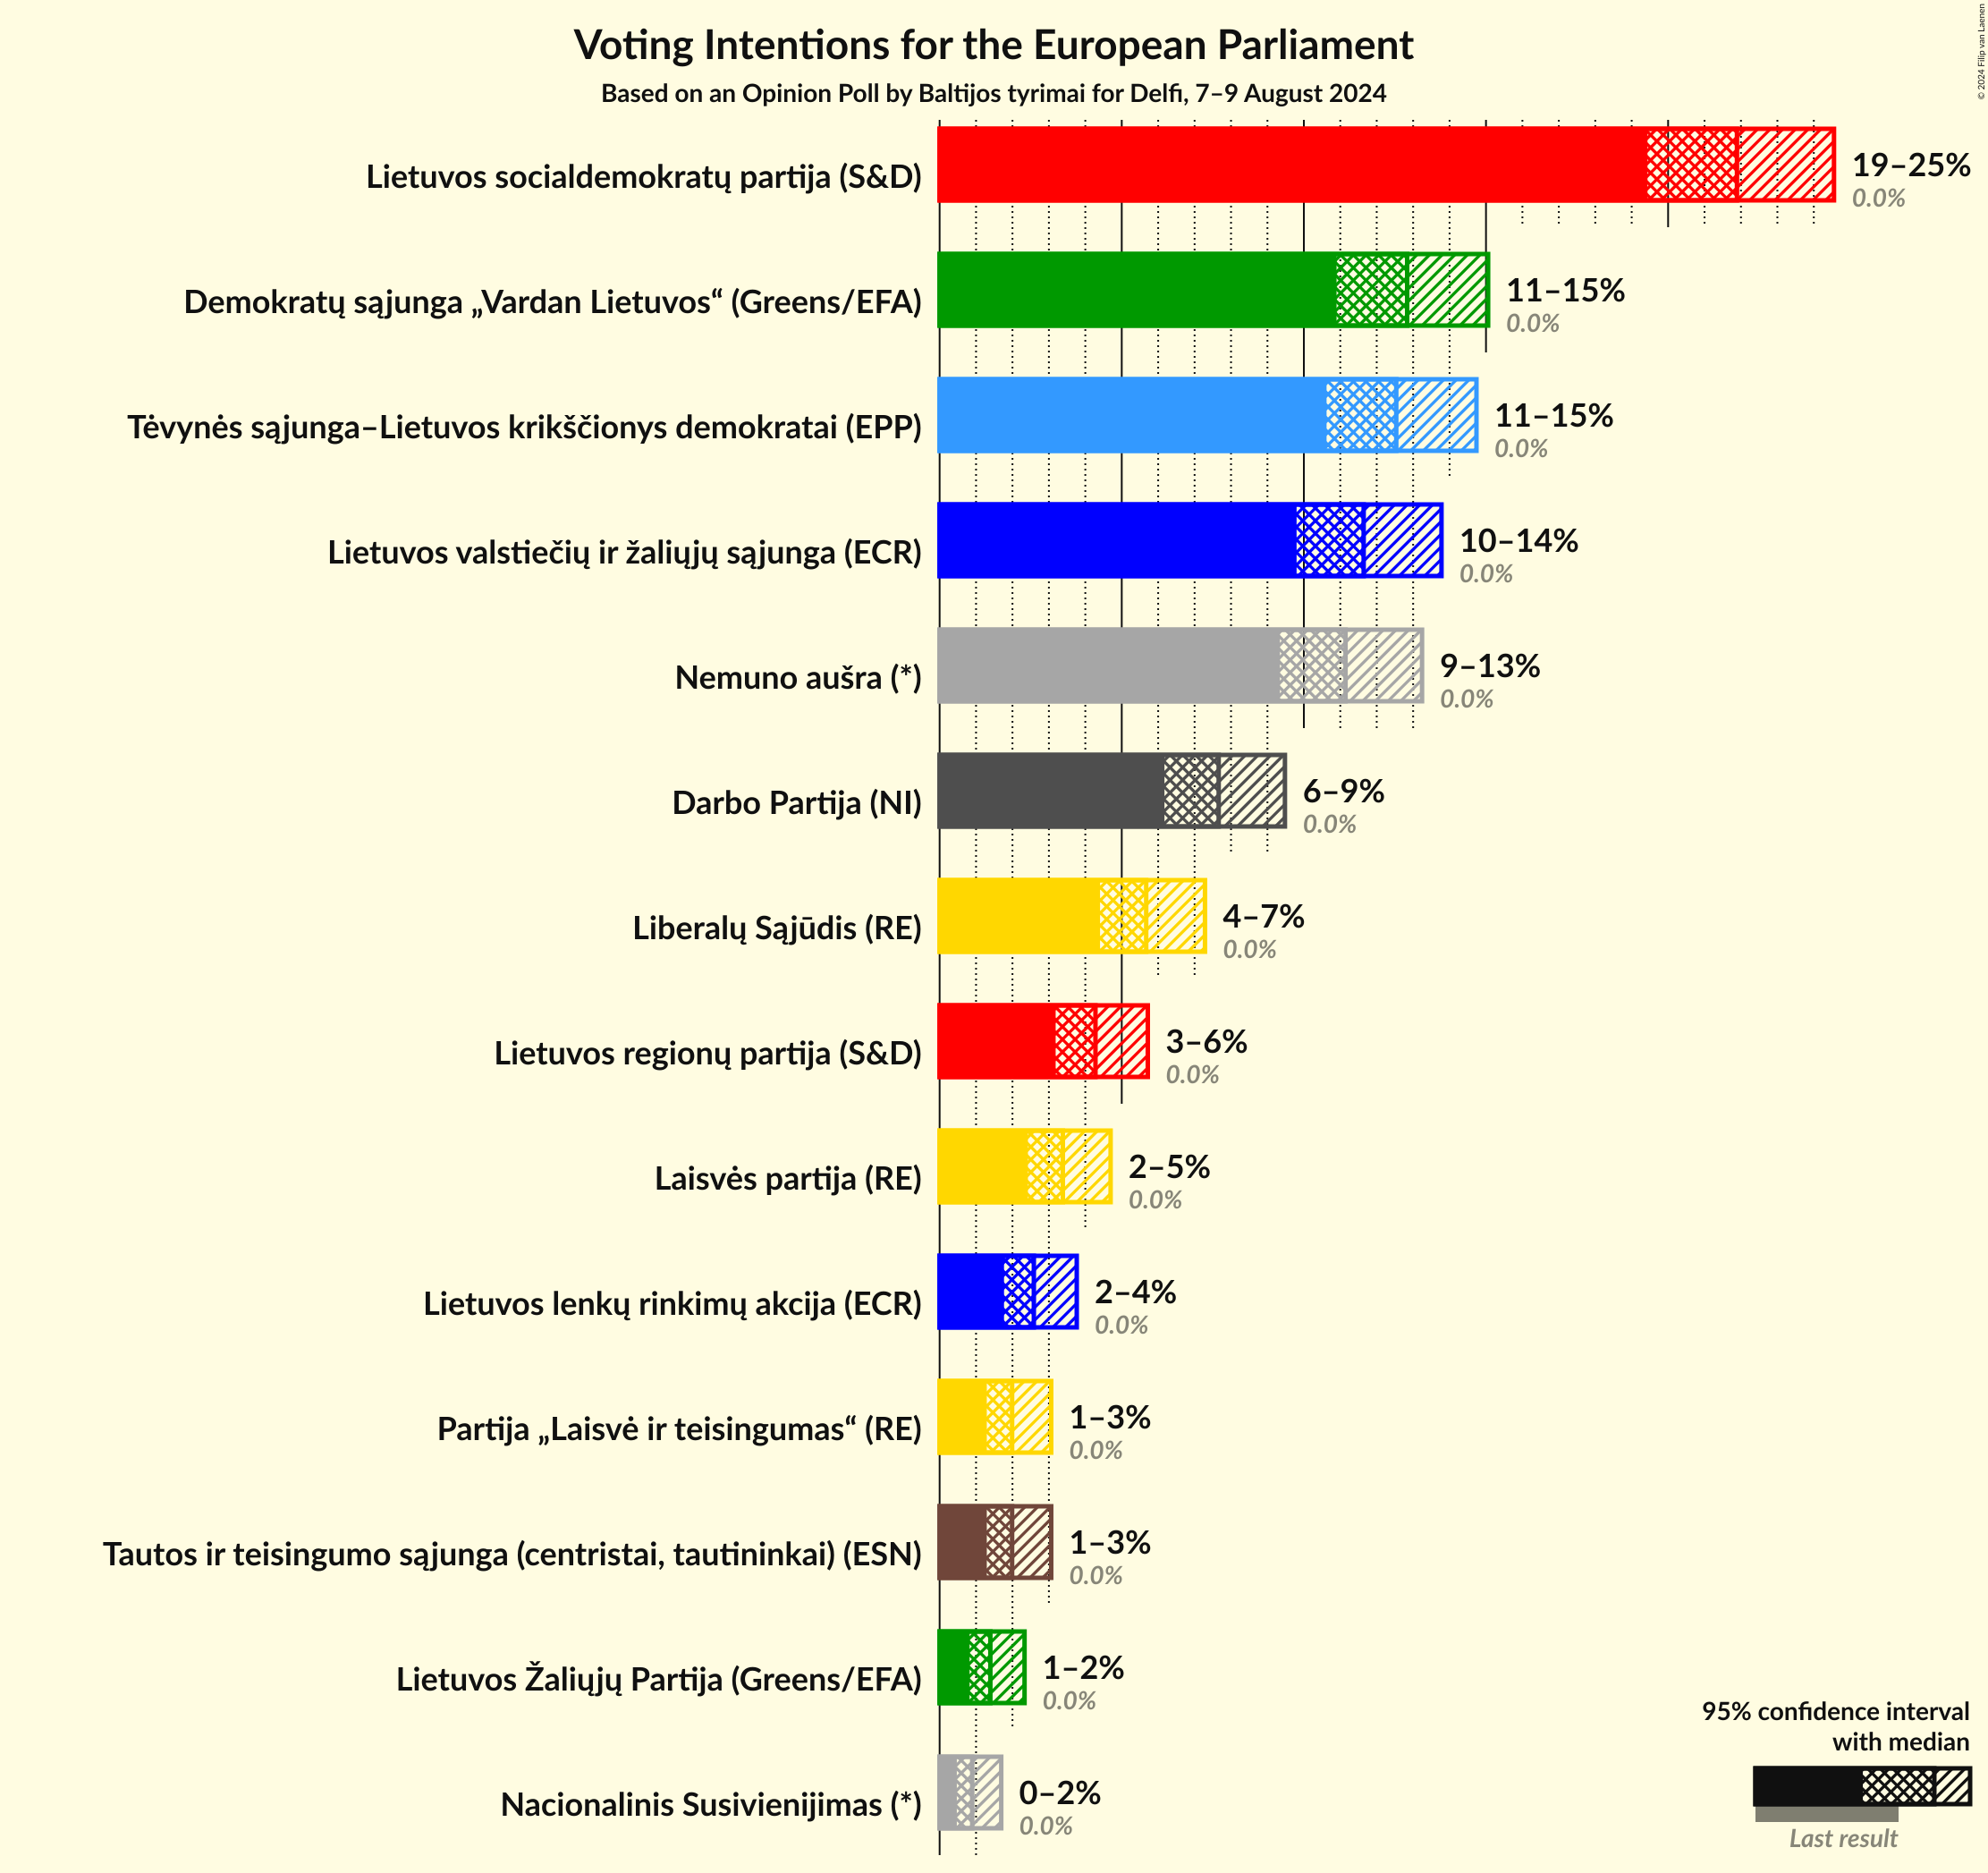 Voting Intentions for the European Parliament
Based on an Opinion Poll by Baltijos tyrimai for Delfi, 7–9 August 2024
© 2024 Filip van Laenen
Lietuvos socialdemokratų partija (S&D)
19–25%
0.0%
Demokratų sąjunga „Vardan Lietuvos“ (Greens/EFA)
11–15%
0.0%
Tėvynės sąjunga–Lietuvos krikščionys demokratai (EPP)
11–15%
0.0%
Lietuvos valstiečių ir žaliųjų sąjunga (ECR)
10–14%
0.0%
Nemuno aušra (*)
9–13%
0.0%
Darbo Partija (NI)
6–9%
0.0%
Liberalų Sąjūdis (RE)
4–7%
0.0%
Lietuvos regionų partija (S&D)
3–6%
0.0%
Laisvės partija (RE)
2–5%
0.0%
Lietuvos lenkų rinkimų akcija (ECR)
2–4%
0.0%
Partija „Laisvė ir teisingumas“ (RE)
1–3%
0.0%
Tautos ir teisingumo sąjunga (centristai, tautininkai) (ESN)
1–3%
0.0%
Lietuvos Žaliųjų Partija (Greens/EFA)
1–2%
0.0%
Nacionalinis Susivienijimas (*)
0–2%
0.0%
95% confidence interval
with median
Last result